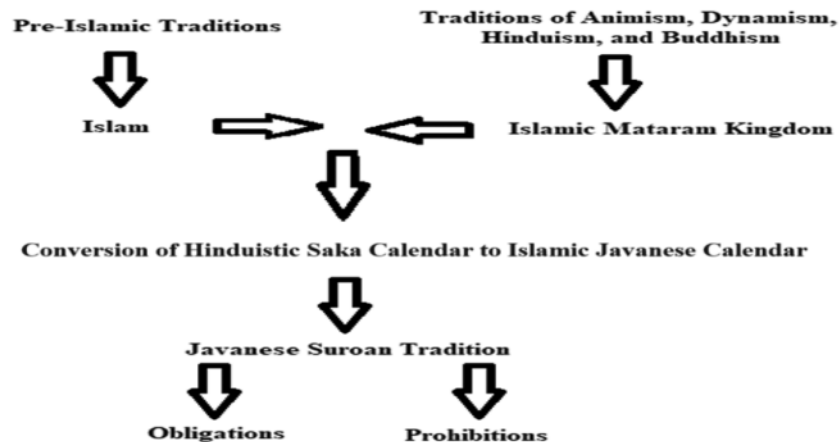 Pre-Islamic Traditions
Traditions of Animism, Dynamism,
Hinduism, and Buddhism
Islam
Islamic Mataram Kingdom
Conversion of Hinduistic Saka Calendar to Islamic Javanese Calendar
Javanese Suroan Tradition
Obligations
Prohibitions